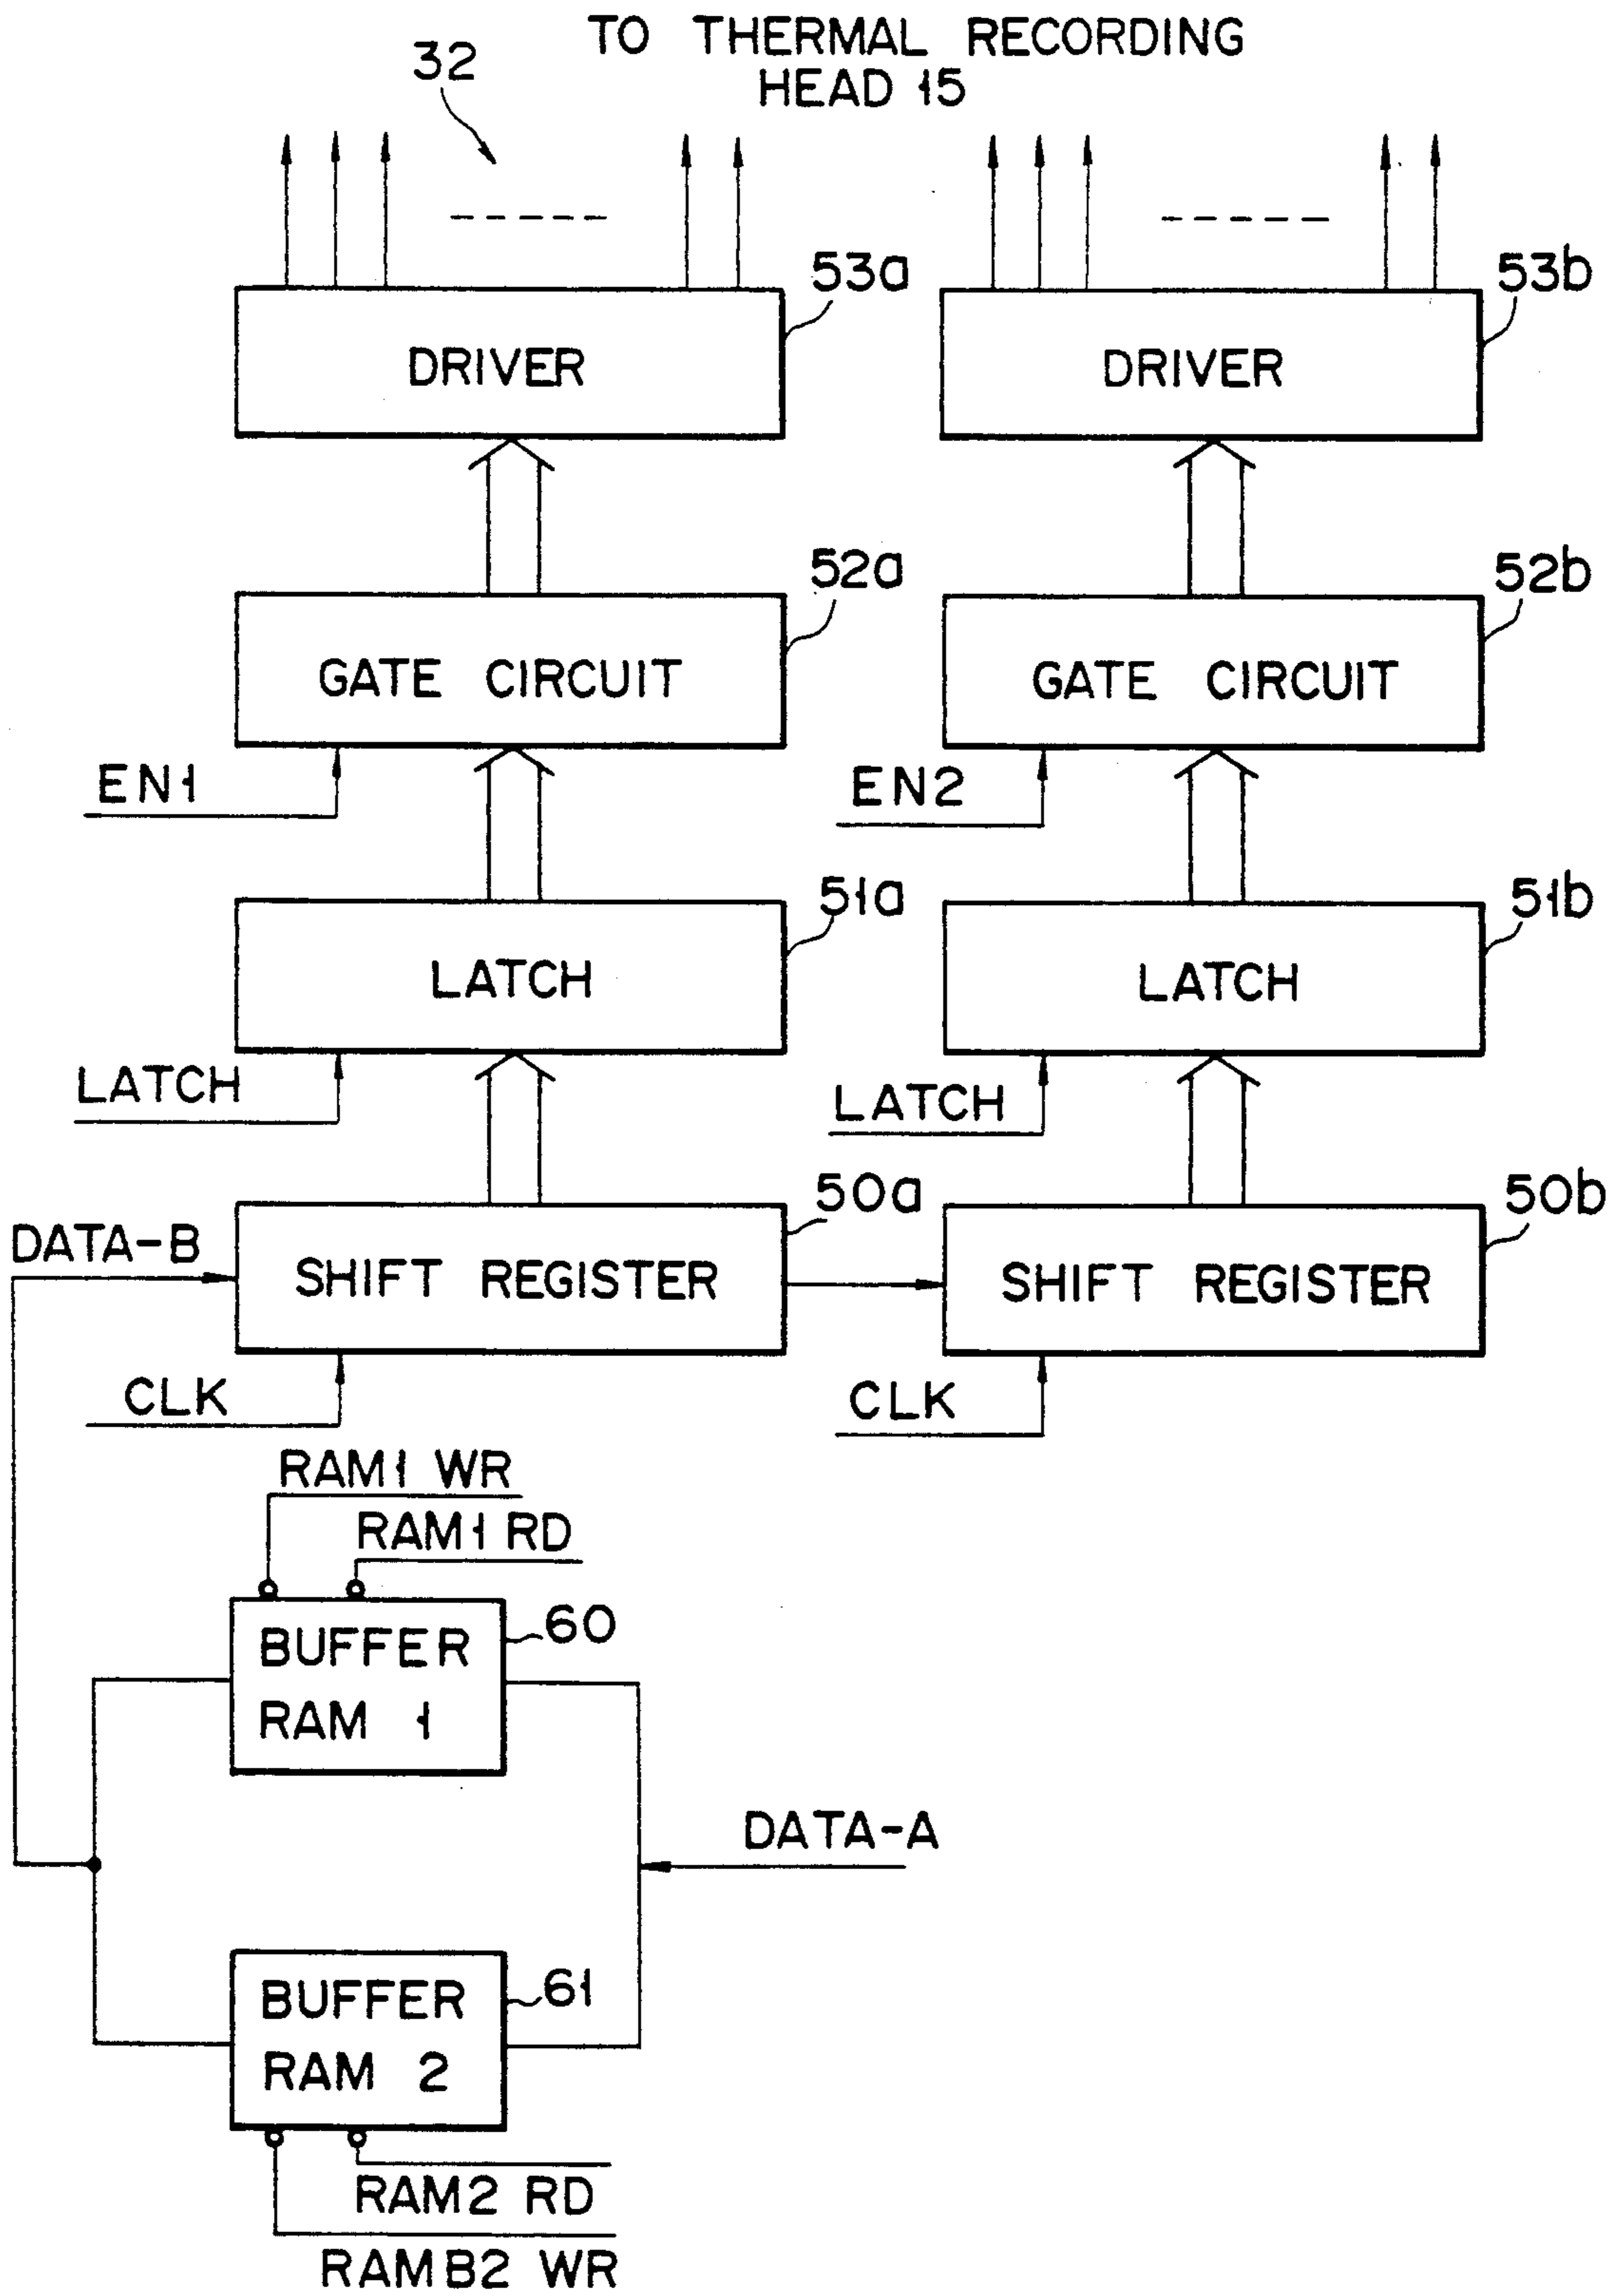 TO THERMAL RECORDING
HEAD 15
32
53a
53b
DRIVER
DRIVER
52a
52b
GATE CIRCUIT
GATE CIRCUIT
EN1
EN2
51a
51b
LATCH
LATCH
LATCH
LATCH
50a
50b
DATA-B
SHIFT REGISTER
SHIFT REGISTER
CLK
CLK
RAM1 WR
RAM1 RD
60
BUFFER
RAM 1
DATA-A
61
BUFFER
RAM 2
RAM2 RD
RAMB2 WR